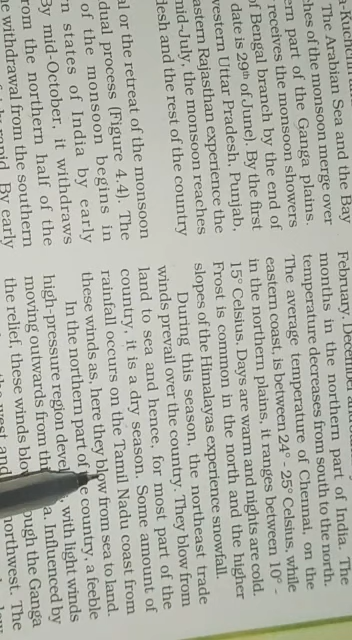 The Arabian Sea and the Bay
ches of the monsoon merge over
ern part of the Ganga plains.
receives the monsoon showers
of Bengal branch by the end of
date is 29th of June). By the first
western Uttar Pradesh, Punjab,
eastern Rajasthan experience the
mid-July, the monsoon reaches
desh and the rest of the country
al or the retreat of the monsoon
dual process (Figure 4.4). The
of the monsoon begins in
rn states of India by early
By mid-October, it withdraws
rom the northern half of the
e withdrawal from the southern
rapid. By early
February. December
months in the northern part of India. The
temperature decreases from south to the north.
The average temperature of Chennai, on the
eastern coast, is between 24° - 25° Celsius, while
in the northern plains, it ranges between 10° -
15° Celsius. Days are warm and nights are cold.
Frost is common in the north and the higher
slopes of the Himalayas experience snowfall.
During this season, the northeast trade
winds prevail over the country. They blow from
land to sea and hence, for most part of the
country, it is a dry season. Some amount of
rainfall occurs on the Tamil Nadu coast from
these winds as, here they blow from sea to land.
In the northern part of country, a feeble
high-pressure region with light winds
moving outwards from th a. Influenced by
the relief, these winds blo ough the Ganga
west and northwest. The